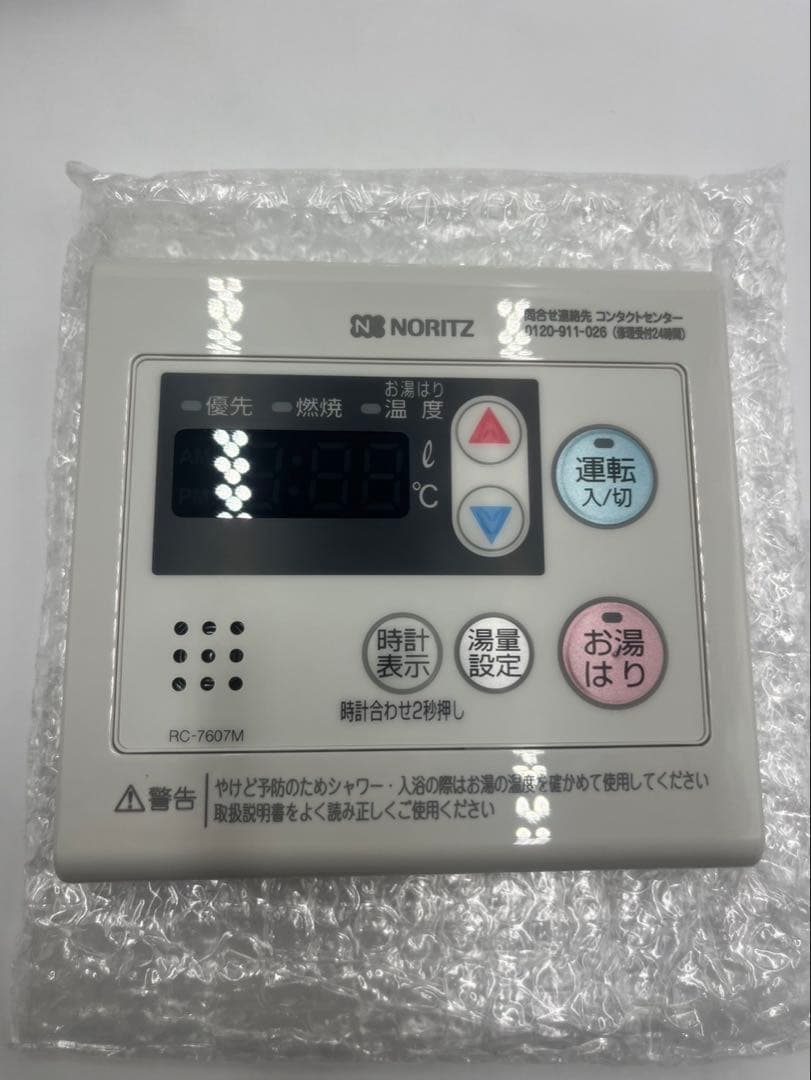 NORITZ
問合せ連絡先 コンタクトセンター
0120-911-026 (修理受付24時間)
優先
燃焼
お湯はり
温度
AM
PM
ℓ
℃
運転
入/切
時計
表示
湯量
設定
お湯
はり
時計合わせ2秒押し
RC-7607M
警告
やけど予防のためシャワー・入浴の際はお湯の温度を確かめて使用してください
取扱説明書をよく読み正しくご使用ください